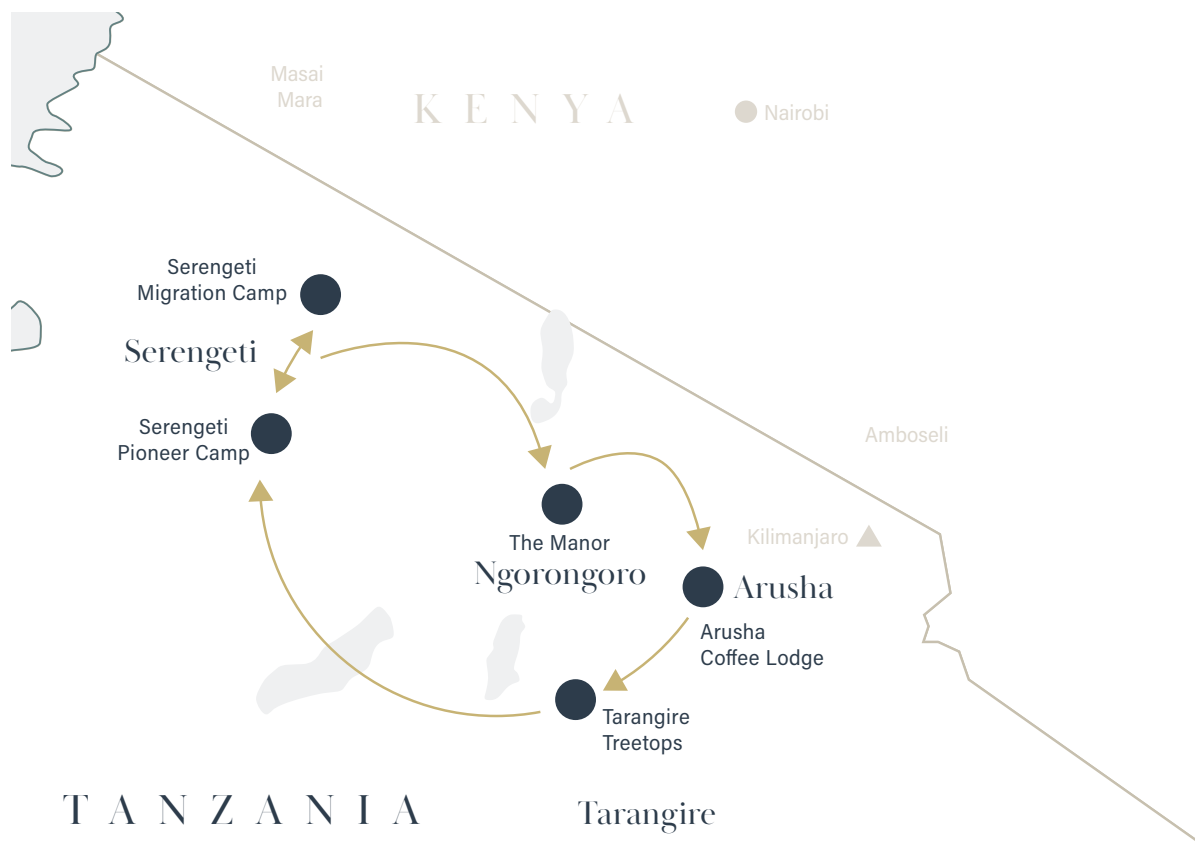 Masai
Mara
KENYA
Nairobi
Serengeti
Migration Camp
Serengeti
Serengeti
Pioneer Camp
Amboseli
Kilimanjaro
The Manor
Ngorongoro
Arusha
Arusha
Coffee Lodge
Tarangire
Treetops
TANZANIA
Tarangire